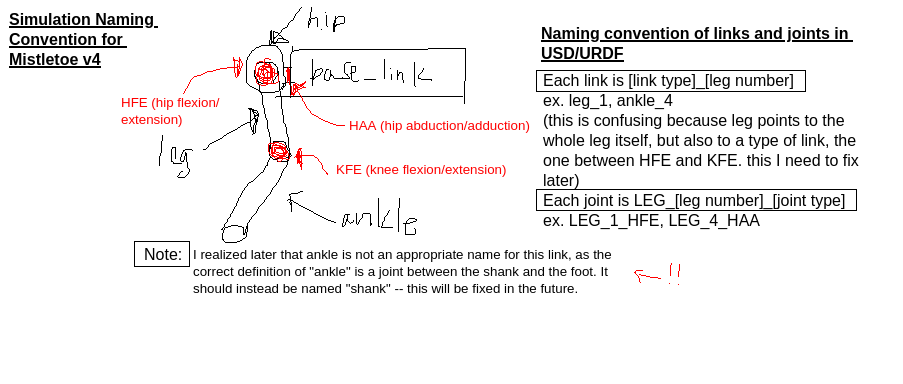 Simulation Naming
Convention for
Mistletoe v4
hip
base_link
HFE (hip flexion/
extension)
HAA (hip abduction/adduction)
leg
KFE (knee flexion/extension)
ankle
Note:
I realized later that ankle is not an appropriate name for this link, as the
correct definition of "ankle" is a joint between the shank and the foot. It
should instead be named "shank" -- this will be fixed in the future.
!!
Naming convention of links and joints in
USD/URDF
Each link is [link type]_[leg number]
ex. leg_1, ankle_4
(this is confusing because leg points to the
whole leg itself, but also to a type of link, the
one between HFE and KFE. this I need to fix
later)
Each joint is LEG_[leg number]_[joint type]
ex. LEG_1_HFE, LEG_4_HAA